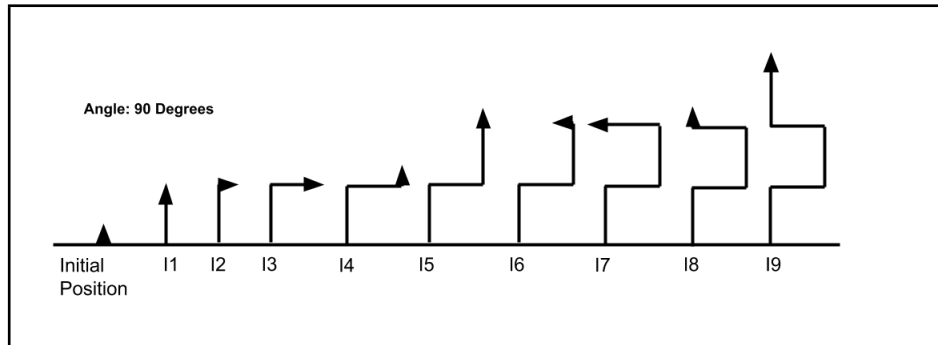 Angle: 90 Degrees
Initial
Position
I1
I2
I3
I4
I5
I6
I7
I8
I9